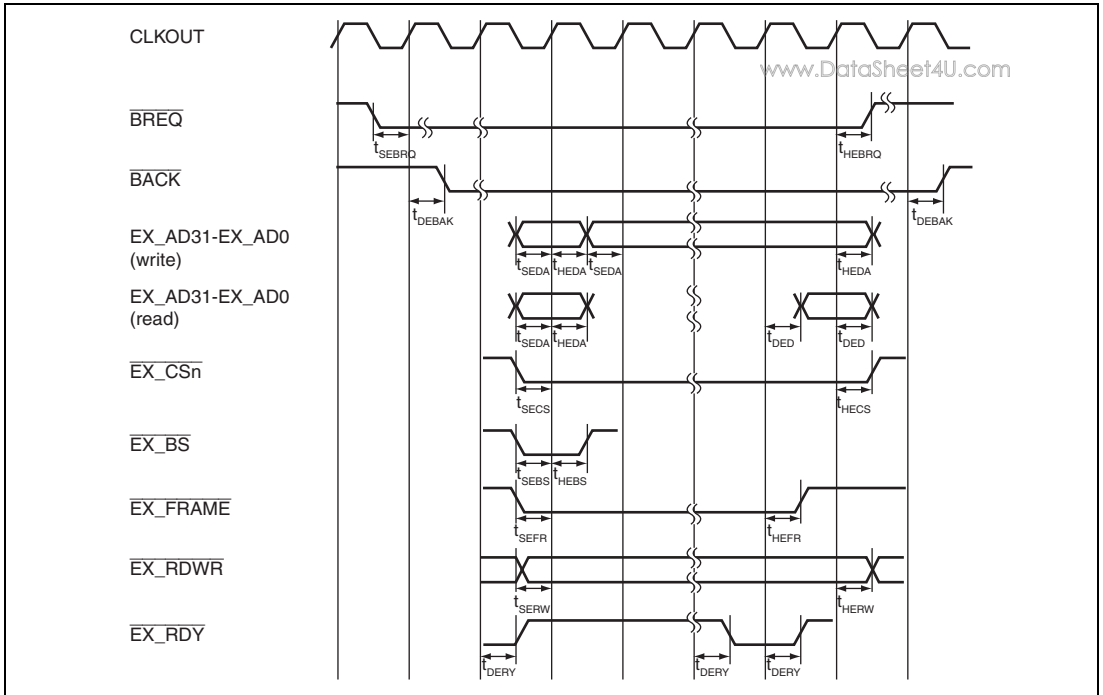 CLKOUT
www.DataSheet4U.com
BREQ
tSEBRQ tHEBRQ
BACK
tDEBAK tDEBAK
EX_AD31-EX_AD0
(write)
tSEDA tHEDA tSEDA tHEDA
EX_AD31-EX_AD0
(read)
tSEDA tHEDA tDED tDED
EX_CSn
tSECS tHECS
EX_BS
tSEBS tHEBS
EX_FRAME
tSEFR tHEFR
EX_RDWR
tSERW tHERW
EX_RDY
tDERY tDERY tDERY